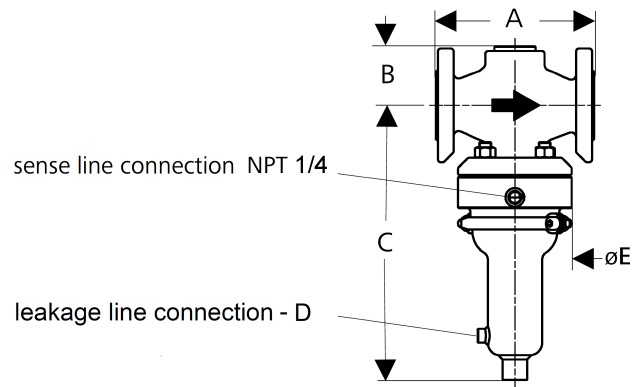 A
B
sense line connection NPT 1/4
C
øE
leakage line connection - D